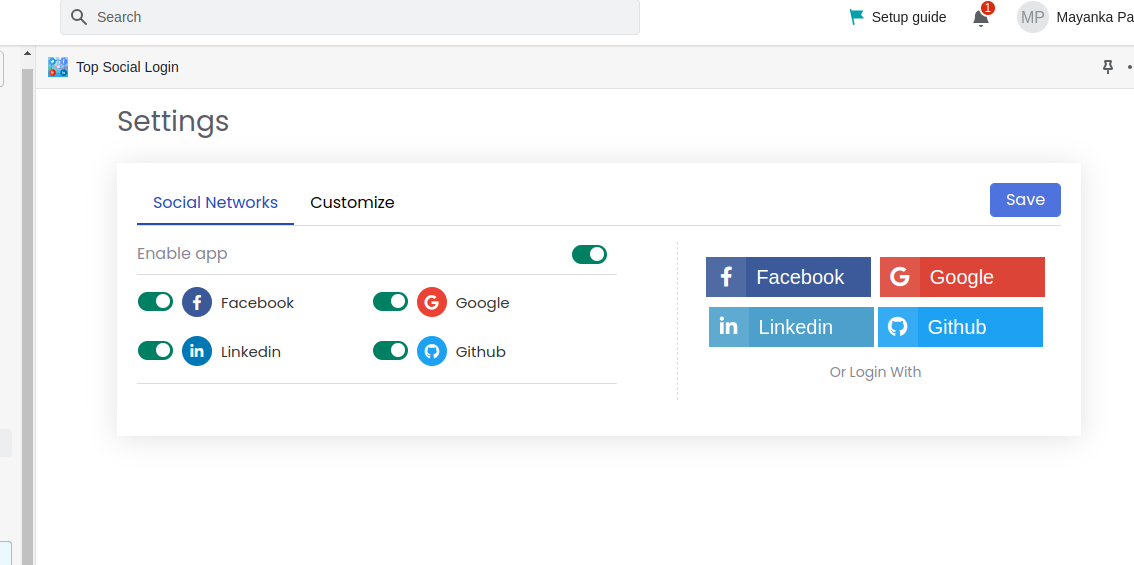 Search
Setup guide
1
MP
Mayanka Pa
Top Social Login
Settings
Social Networks
Customize
Save
Enable app
Facebook
Google
Linkedin
Github
Facebook
Google
Linkedin
Github
Or Login With